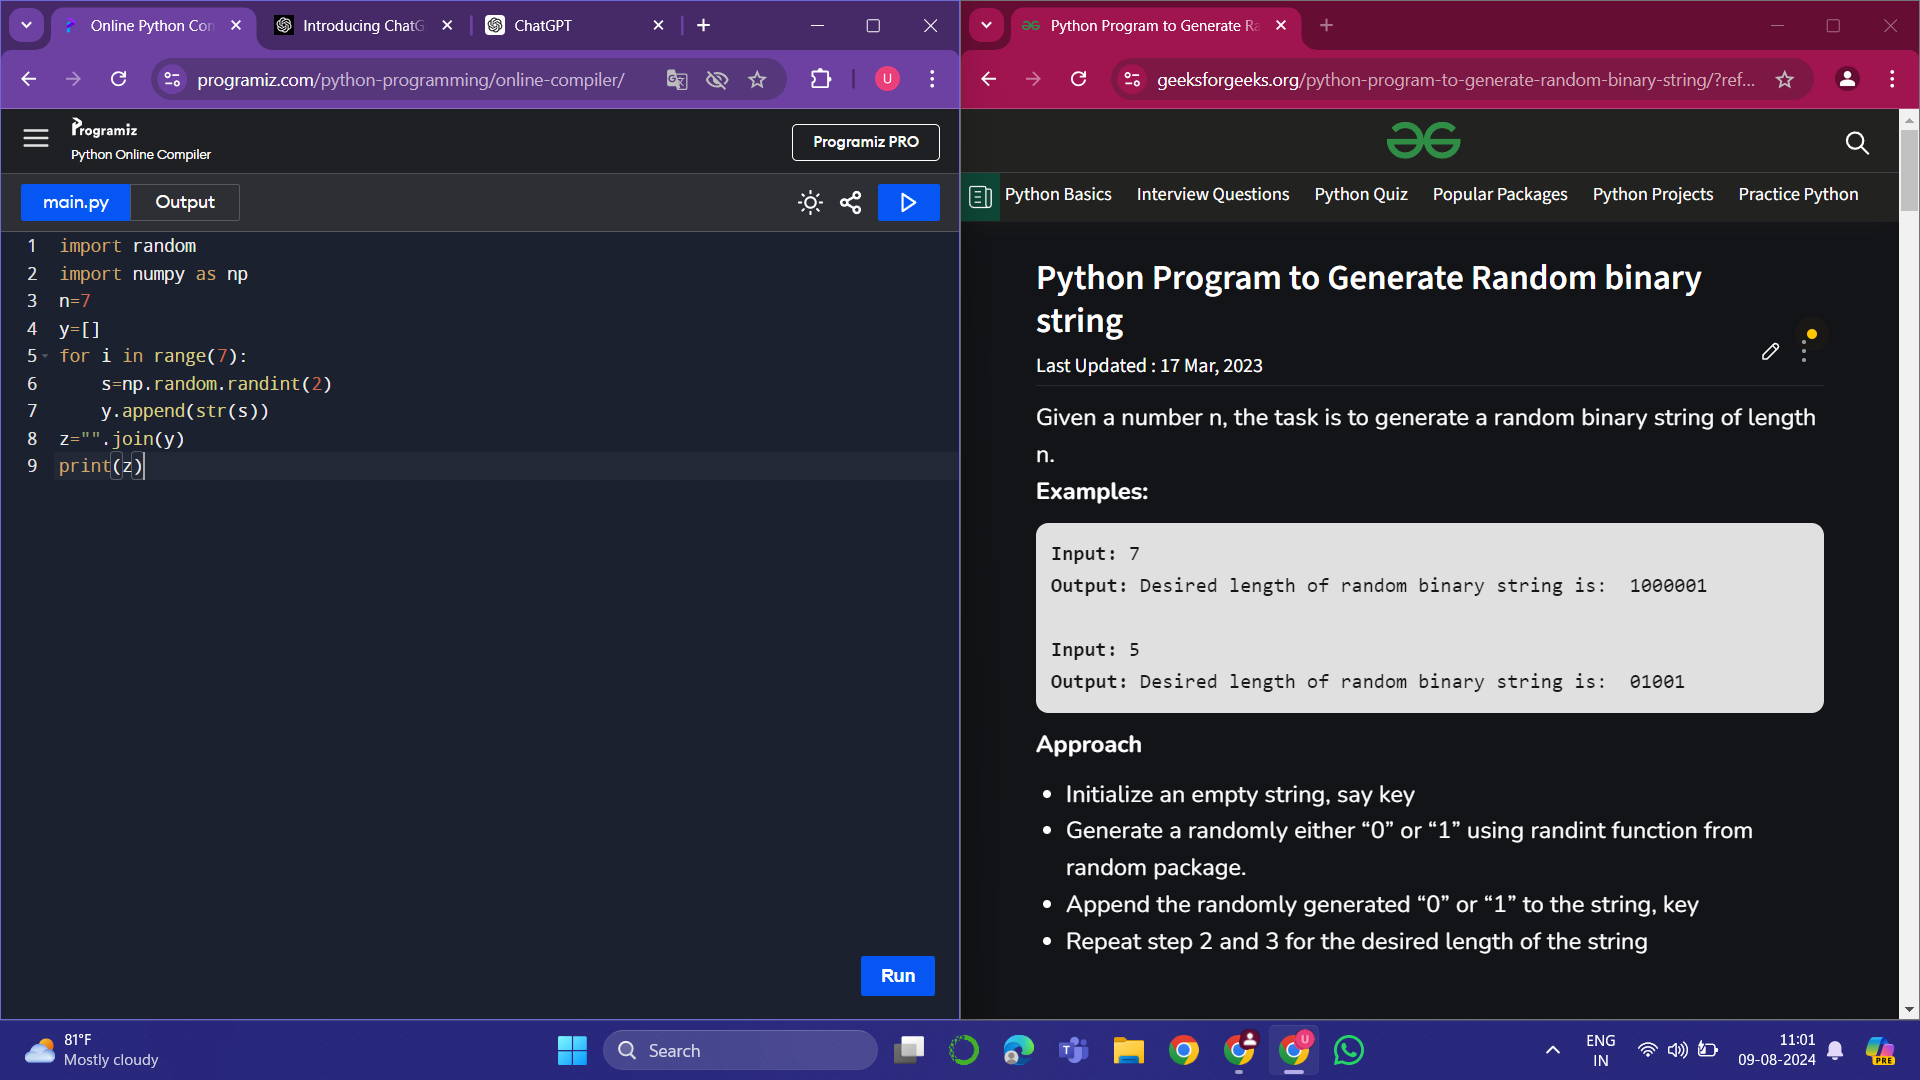 Online Python Con
Introducing ChatG
ChatGPT
programiz.com/python-programming/online-compiler/
U
Programiz
Python Online Compiler
Programiz PRO
main.py
Output
1 import random
2 import numpy as np
3 n=7
4 y=[]
5 for i in range(7):
6 s=np.random.randint(2)
7 y.append(str(s))
8 z="".join(y)
9 print(z)
Run
Python Program to Generate Ra
geeksforgeeks.org/python-program-to-generate-random-binary-string/?ref...
Python Basics
Interview Questions
Python Quiz
Popular Packages
Python Projects
Practice Python
Python Program to Generate Random binary
string
Last Updated : 17 Mar, 2023
Given a number n, the task is to generate a random binary string of length
n.
Examples:
Input: 7
Output: Desired length of random binary string is:  1000001
Input: 5
Output: Desired length of random binary string is:  01001
Approach
• Initialize an empty string, say key
• Generate a randomly either “0” or “1” using randint function from
random package.
• Append the randomly generated “0” or “1” to the string, key
• Repeat step 2 and 3 for the desired length of the string
81°F
Mostly cloudy
Search
U
ENG
IN
11:01
09-08-2024
PRE